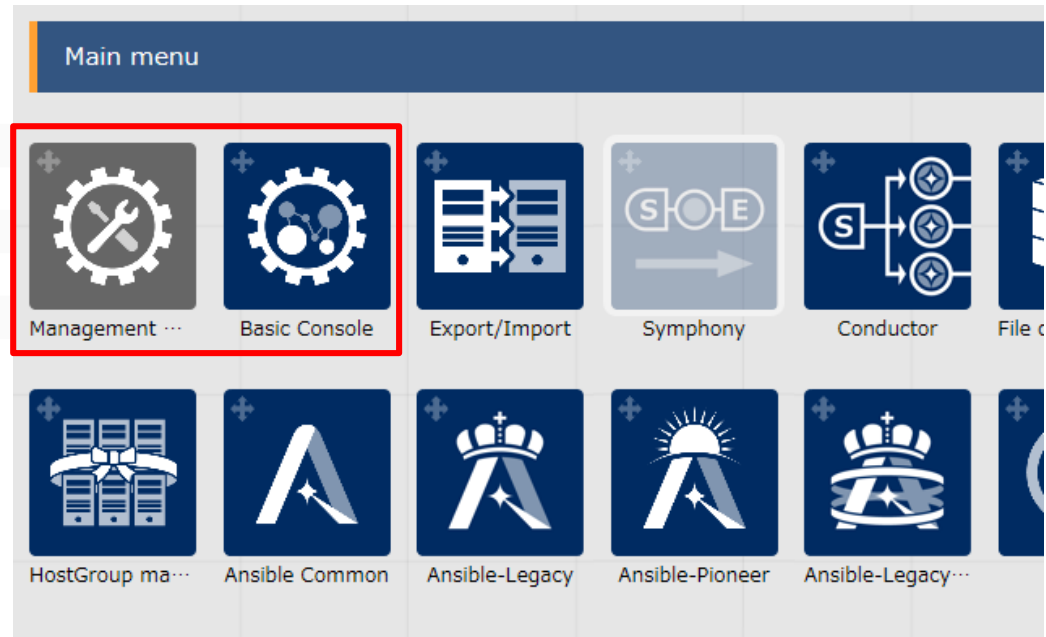 Main menu
S E
S
Management ...
Basic Console
Export/Import
Symphony
Conductor
File
HostGroup ma...
Ansible Common
Ansible-Legacy
Ansible-Pioneer
Ansible-Legacy...